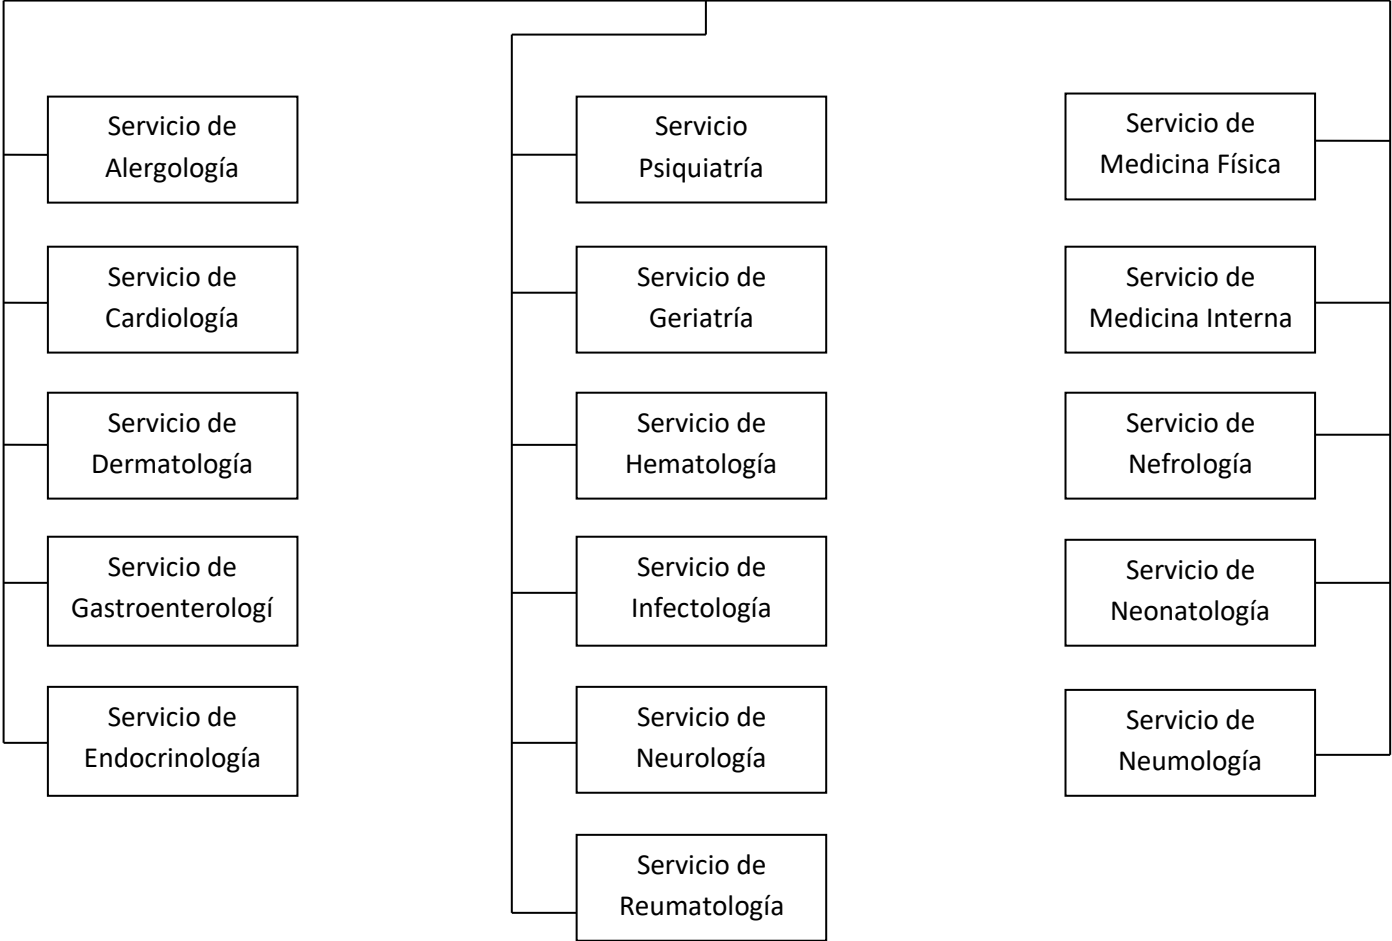 Servicio de
Alergología
Servicio de
Cardiología
Servicio de
Dermatología
Servicio de
Gastroenterologí
Servicio de
Endocrinología
Servicio
Psiquiatría
Servicio de
Geriatría
Servicio de
Hematología
Servicio de
Infectología
Servicio de
Neurología
Servicio de
Reumatología
Servicio de
Medicina Física
Servicio de
Medicina Interna
Servicio de
Nefrología
Servicio de
Neonatología
Servicio de
Neumología